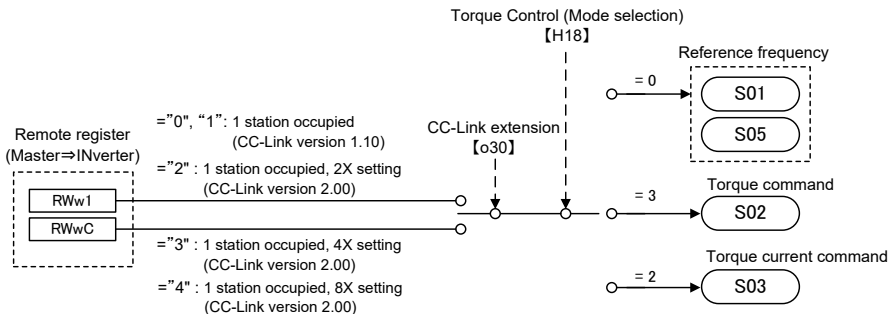 Torque Control (Mode selection)
【H18】
Reference frequency
= 0
S01
S05
="0", “1”: 1 station occupied
(CC-Link version 1.10)
CC-Link extension
【o30】
Remote register
(Master⇒INverter)
="2" : 1 station occupied, 2X setting
(CC-Link version 2.00)
RWw1
RWwC
Torque command
= 3
S02
="3" : 1 station occupied, 4X setting
(CC-Link version 2.00)
="4" : 1 station occupied, 8X setting
(CC-Link version 2.00)
Torque current command
= 2
S03